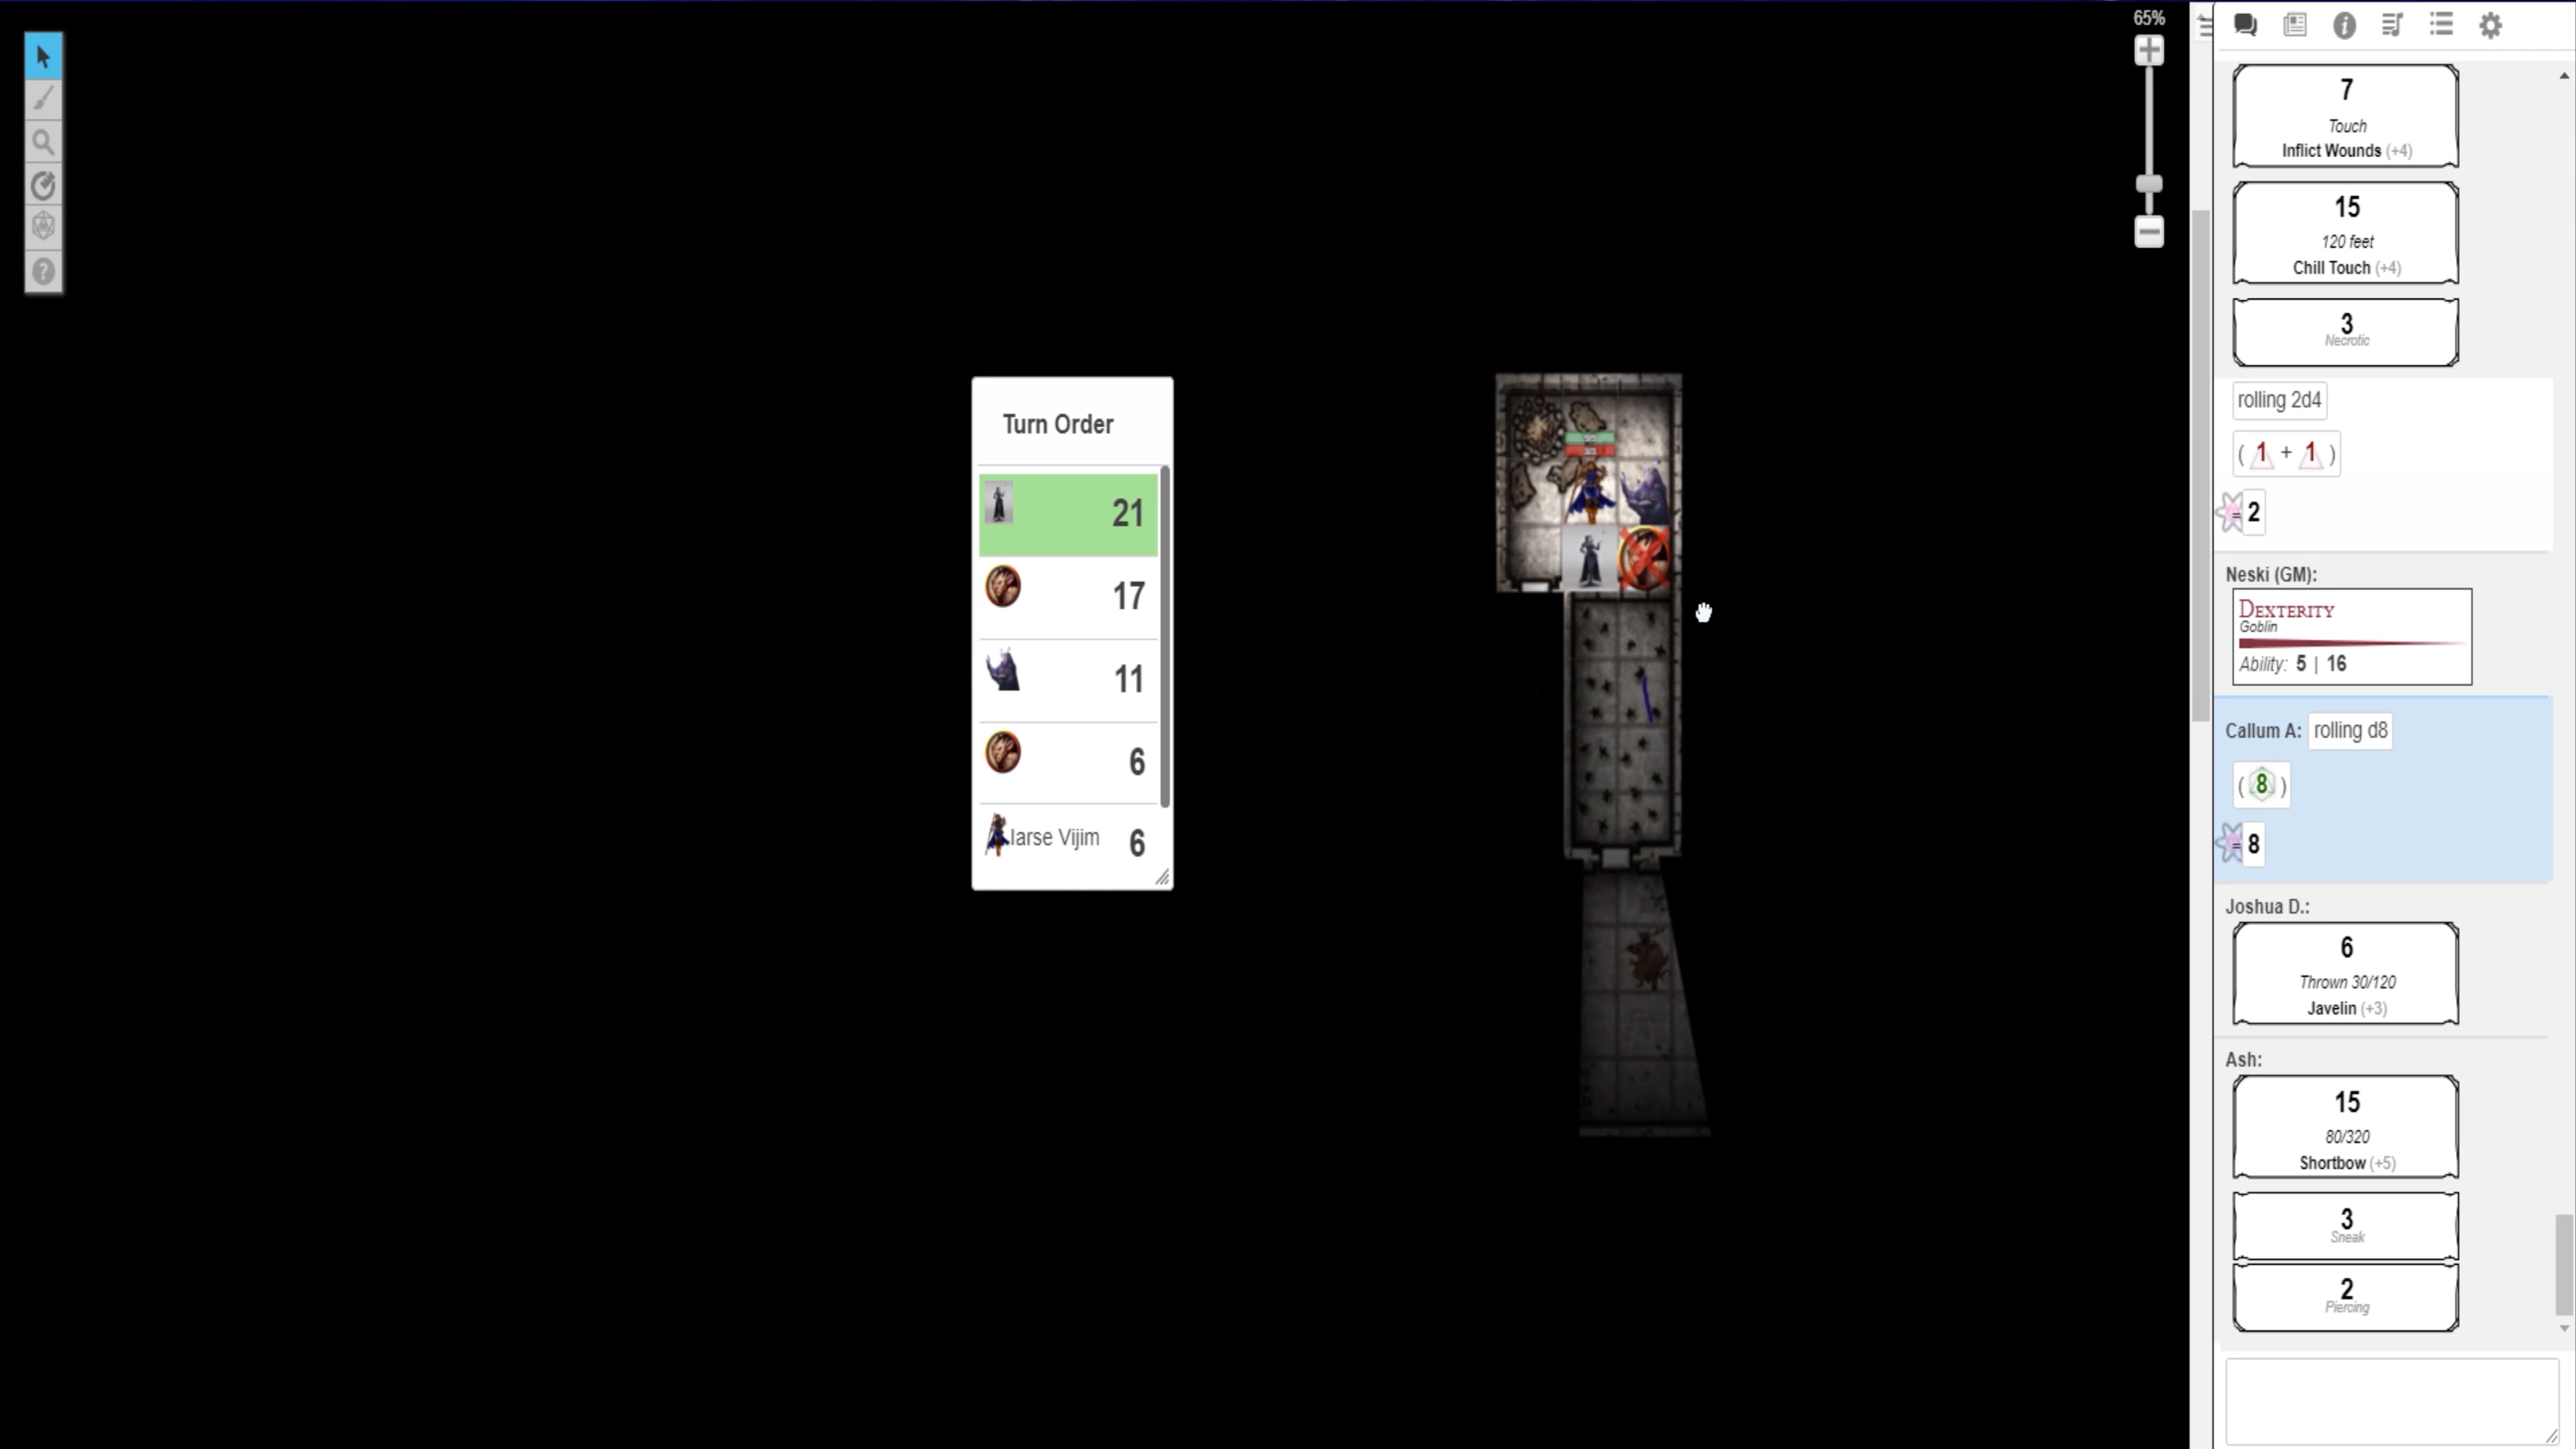 65%
Turn Order
21
17
11
6
larse Vijim 6
7
Touch
Inflict Wounds (+4)
15
120 feet
Chill Touch (+4)
3
Necrotic
rolling 2d4
( 1 + 1 )
= 2
Neski (GM):
DEXTERITY
Goblin
Ability: 5 | 16
Callum A: rolling d8
( 8 )
= 8
Joshua D.:
6
Thrown 30/120
Javelin (+3)
Ash:
15
80/320
Shortbow (+5)
3
Sneak
2
Piercing